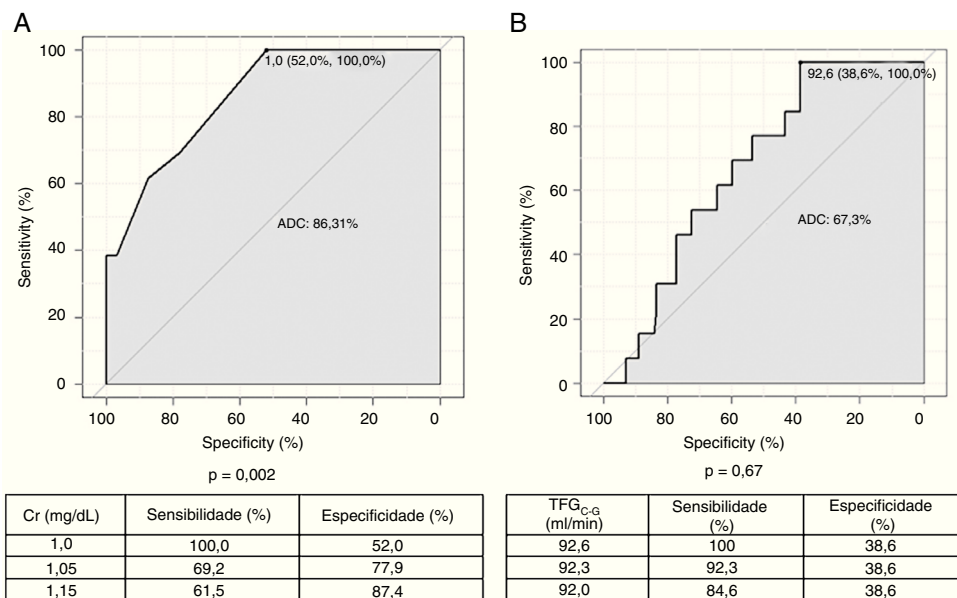 A
100
80
60
40
20
0
Sensitivity (%)
1,0 (52,0%, 100,0%)
ADC: 86,31%
100 80 60 40 20 0
Specificity (%)
p = 0,002
Cr (mg/dL) Sensibilidade (%) Especificidade (%)
1,0 100,0 52,0
1,05 69,2 77,9
1,15 61,5 87,4
B
100
80
60
40
20
0
Sensitivity (%)
92,6 (38,6%, 100,0%)
ADC: 67,3%
100 80 60 40 20 0
Specificity (%)
p = 0,67
TFGC-G (ml/min) Sensibilidade (%) Especificidade (%)
92,6 100 38,6
92,3 92,3 38,6
92,0 84,6 38,6